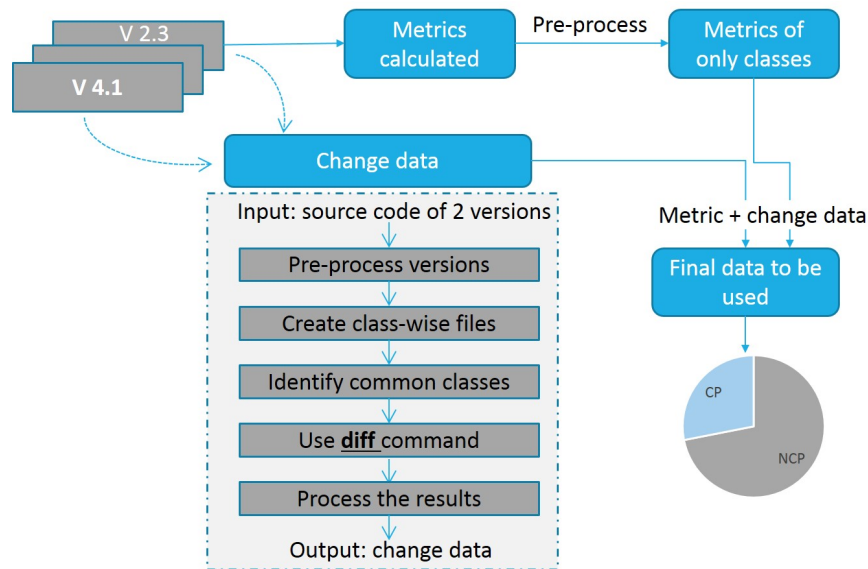 V 2.3
V 4.1
Metrics
calculated
Pre-process
Metrics of
only classes
Change data
Input: source code of 2 versions
Pre-process versions
Create class-wise files
Identify common classes
Use diff command
Process the results
Output: change data
Metric + change data
Final data to be
used
CP
NCP